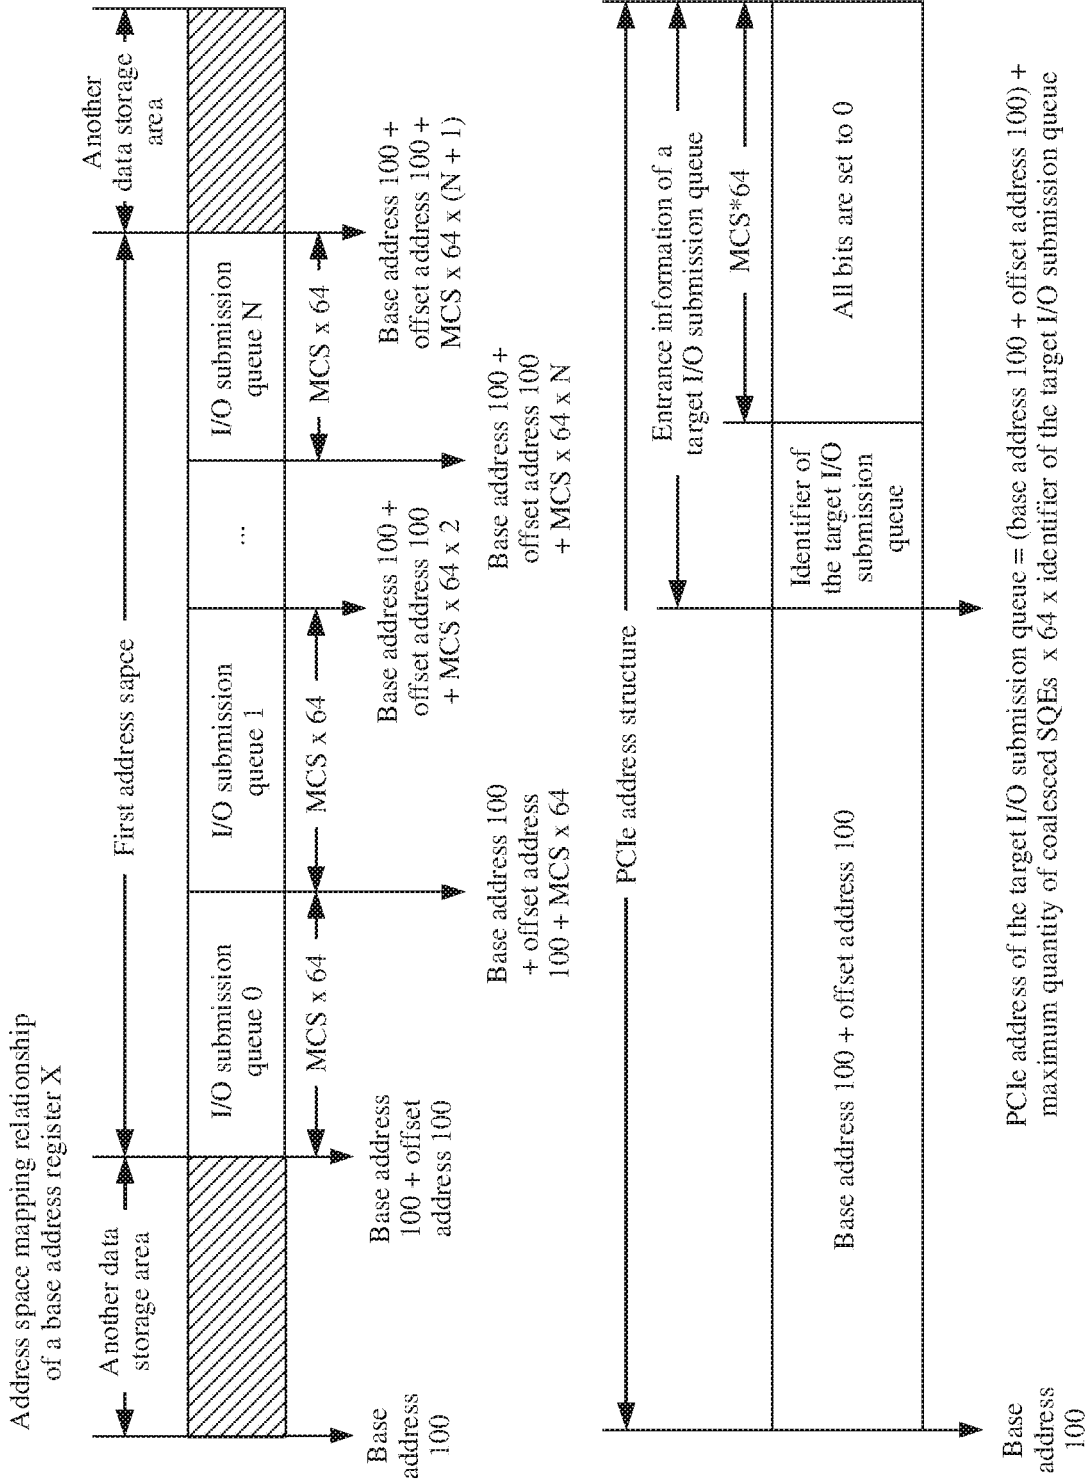 Address space mapping relationship
of a base address register X
Another data
storage area
First address sapce
Another
data storage
area
I/O submission
queue 0
I/O submission
queue 1
...
I/O submission
queue N
MCS x 64
MCS x 64
MCS x 64
Base
address
100
Base address
100 + offset
address 100
Base address 100
+ offset address
100 + MCS x 64
Base address 100 +
offset address 100
+ MCS x 64 x 2
Base address 100 +
offset address 100
+ MCS x 64 x N
Base address 100 +
offset address 100 +
MCS x 64 x (N + 1)
PCIe address structure
Entrance information of a
target I/O submission queue
MCS*64
Base address 100 + offset address 100
Identifier of
the target I/O
submission
queue
All bits are set to 0
Base
address
100
PCIe address of the target I/O submission queue = (base address 100 + offset address 100) +
maximum quantity of coalesced SQEs x 64 x identifier of the target I/O submission queue